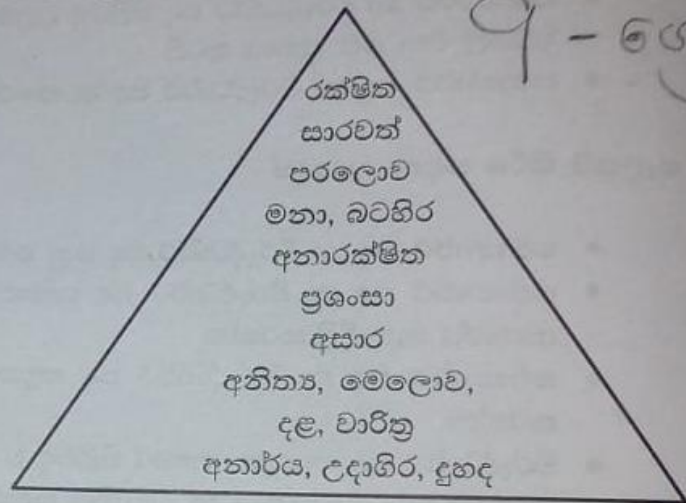 රක්ෂිත
සාරවත්
පරලොව
මනා, බටහිර
අනාරක්ෂිත
ප්‍රශංසා
අසාර
අනිත්‍ය, මෙලොව,
දළ, වාරිත්‍ර
අනාර්ය, උදාගිර, දුහද